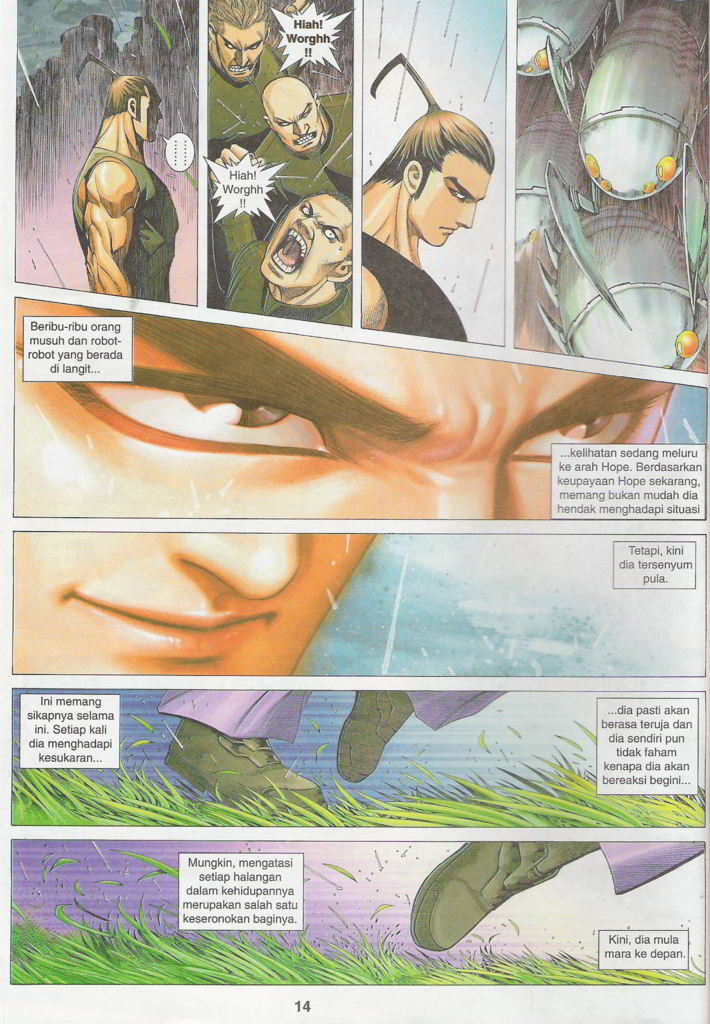 ......
Hiah!
Worghh
!!
Hiah!
Worghh
!!
Beribu-ribu orang
musuh dan robot-
robot yang berada
di langit...
...kelihatan sedang meluru
ke arah Hope. Berdasarkan
keupayaan Hope sekarang,
memang bukan mudah dia
hendak menghadapi situasi
Tetapi, kini
dia tersenyum
pula.
Ini memang
sikapnya selama
ini. Setiap kali
dia menghadapi
kesukaran...
...dia pasti akan
berasa teruja dan
dia sendiri pun
tidak faham
kenapa dia akan
bereaksi begini...
Mungkin, mengatasi
setiap halangan
dalam kehidupannya
merupakan salah satu
keseronokan baginya.
Kini, dia mula
mara ke depan.
14